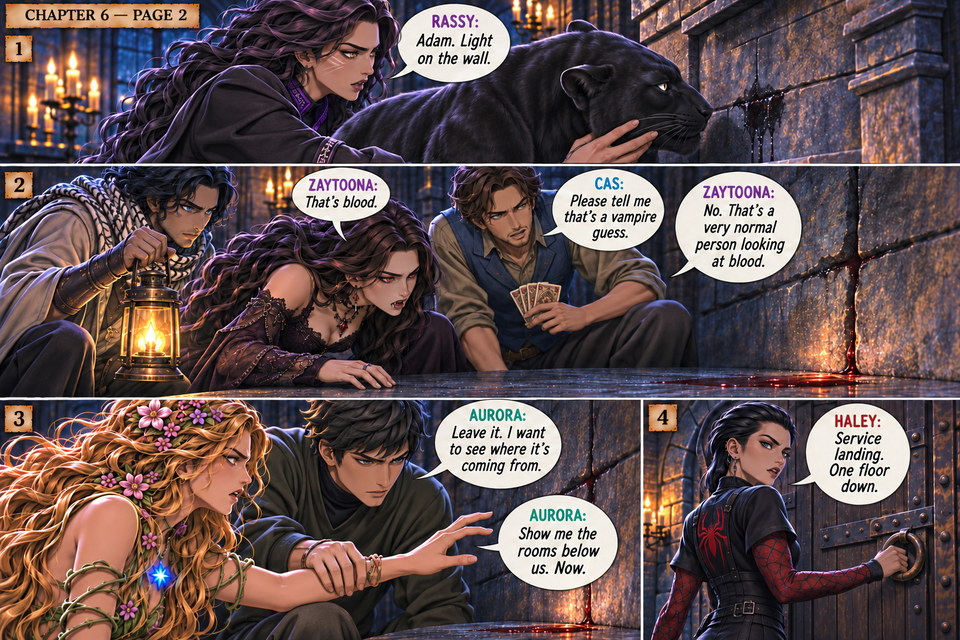 CHAPTER 6 — PAGE 2
1
RASSY:
Adam. Light
on the wall.
2
ZAYTOONA:
That's blood.
CAS:
Please tell me
that's a vampire
guess.
ZAYTOONA:
No. That's a
very normal
person looking
at blood.
3
AURORA:
Leave it. I want
to see where it's
coming from.
AURORA:
Show me the
rooms below
us. Now.
4
HALEY:
Service
landing.
One floor
down.